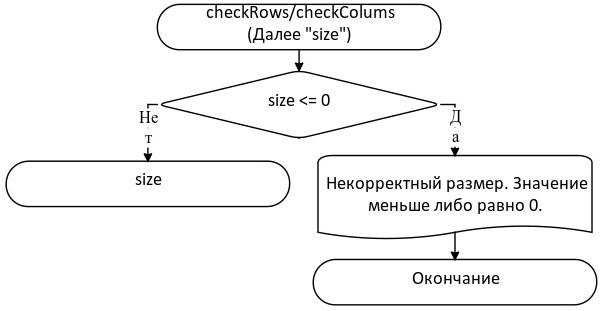 checkRows/checkColums
(Далее "size")
size <= 0
Не
т
Д
а
size
Некорректный размер. Значение
меньше либо равно 0.
Окончание